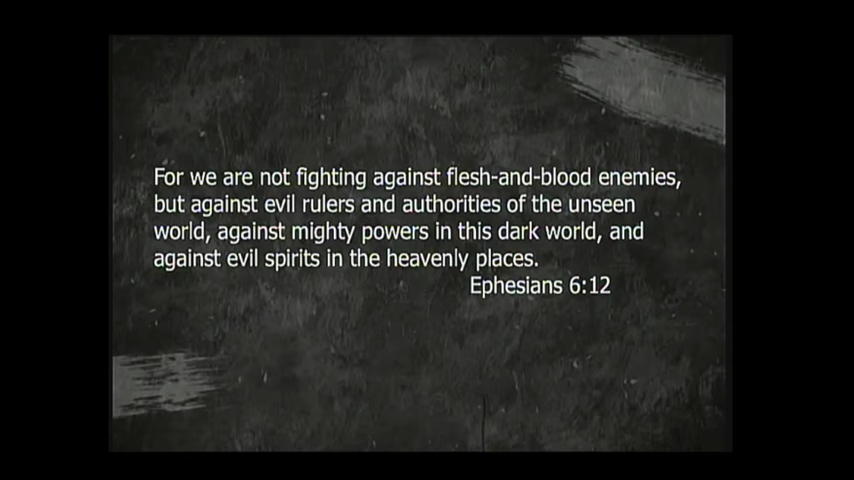 For we are not fighting against flesh-and-blood enemies,
but against evil rulers and authorities of the unseen
world, against mighty powers in this dark world, and
against evil spirits in the heavenly places.
Ephesians 6:12